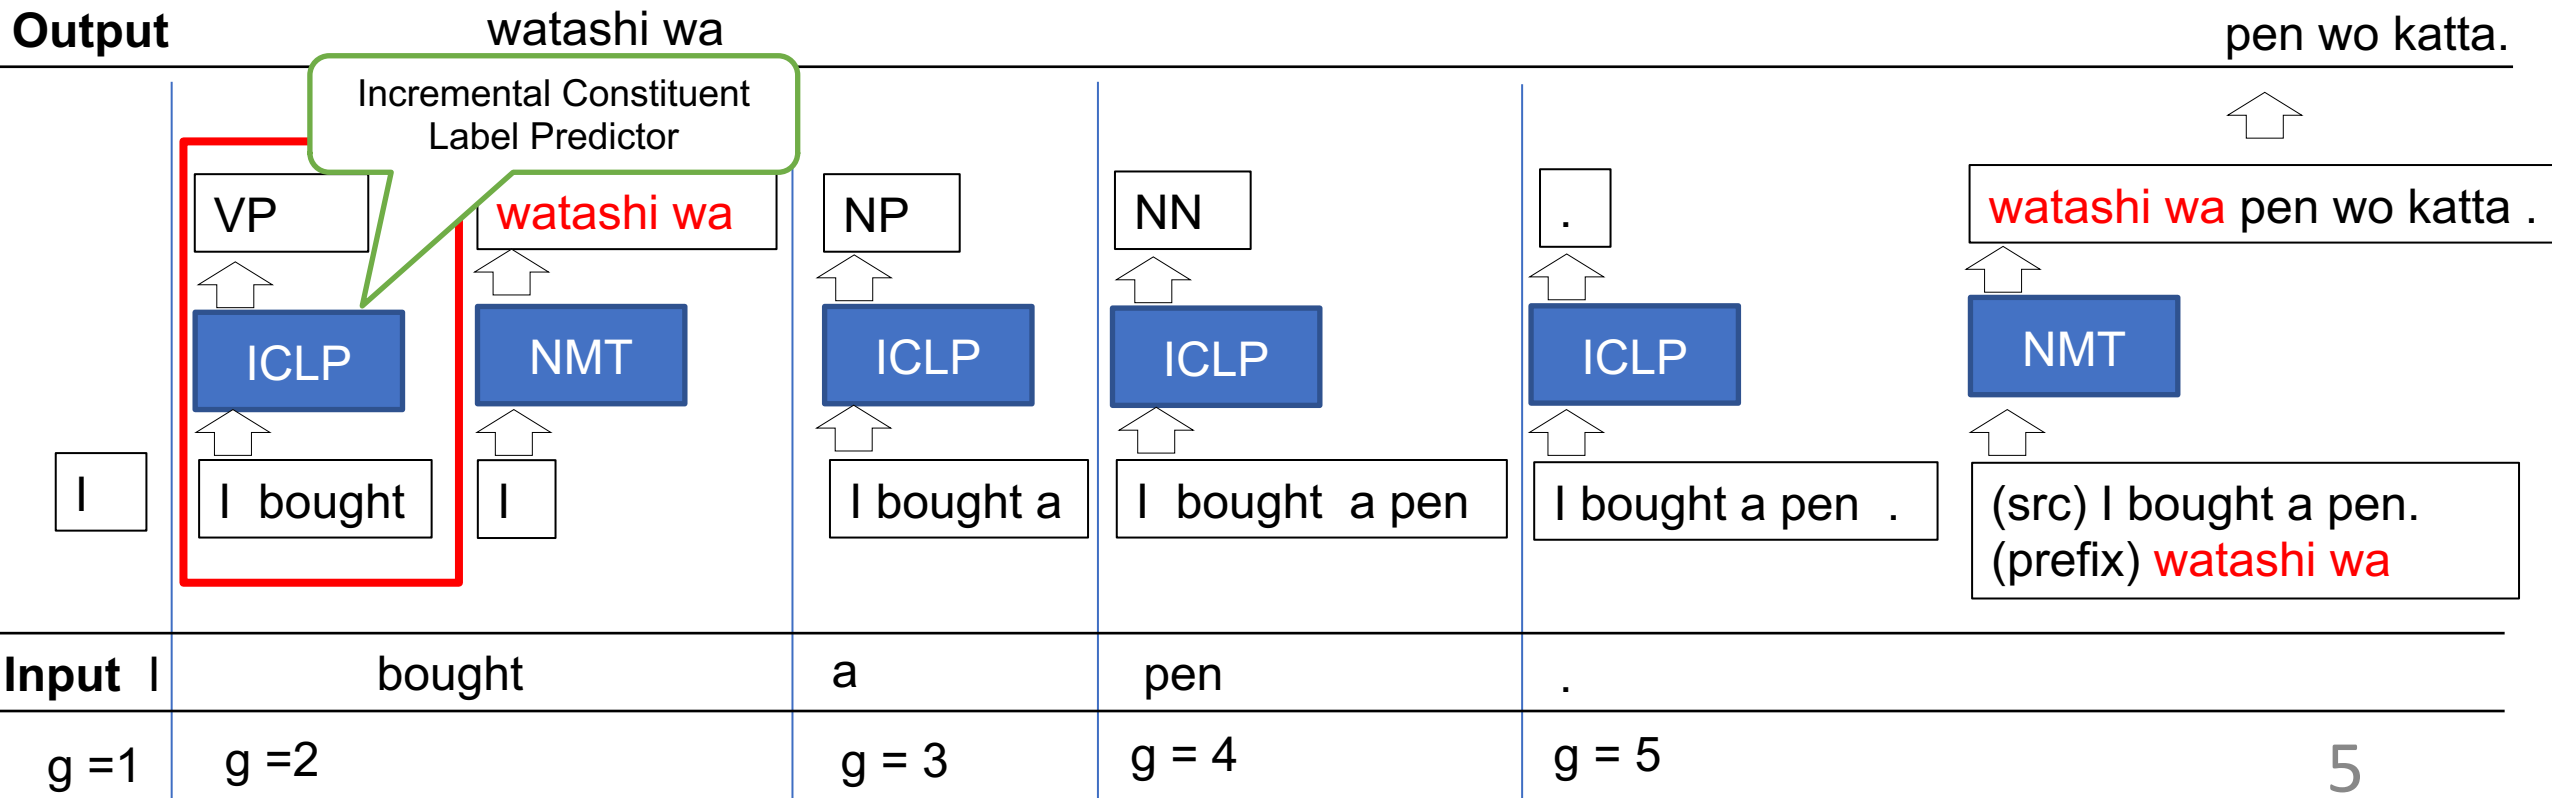 Output watashi wa pen wo katta.
Incremental Constituent
Label Predictor
VP watashi wa NP NN . watashi wa pen wo katta .
ICLP NMT ICLP ICLP ICLP NMT
I I bought I I bought a I bought a pen I bought a pen . (src) I bought a pen.
(prefix) watashi wa
Input I bought a pen .
g =1 g =2 g = 3 g = 4 g = 5
5